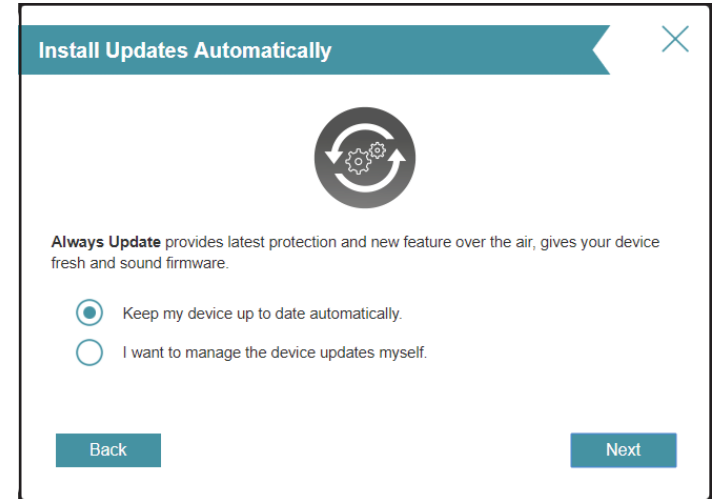 Install Updates Automatically
Always Update provides latest protection and new feature over the air, gives your device
fresh and sound firmware.
Keep my device up to date automatically.
I want to manage the device updates myself.
Back
Next